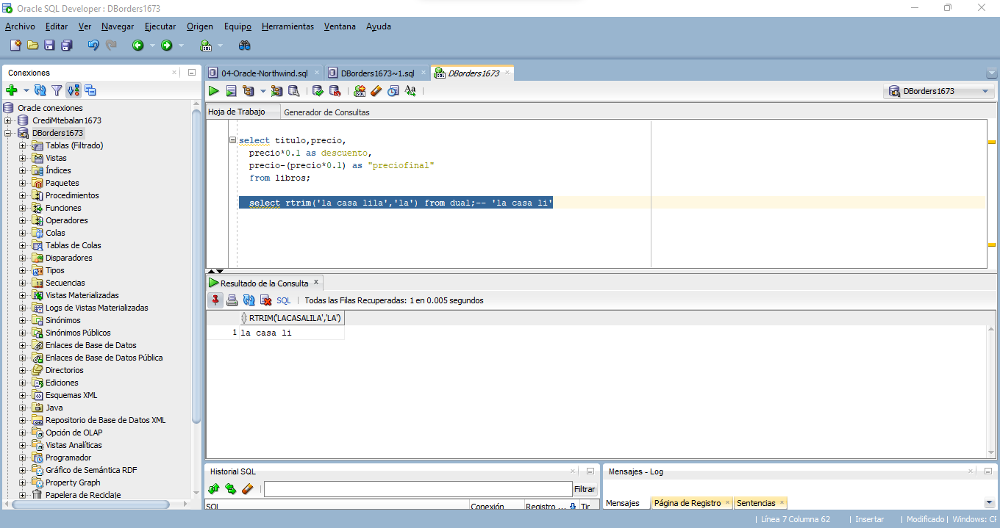 Oracle SQL Developer : DBorders1673
Archivo Editar Ver Navegar Ejecutar Origen Equipo Herramientas Ventana Ayuda
Conexiones
Oracle conexiones
CrediMtebalan1673
DBorders1673
Tablas (Filtrado)
Vistas
Índices
Paquetes
Procedimientos
Funciones
Operadores
Colas
Tablas de Colas
Disparadores
Tipos
Secuencias
Vistas Materializadas
Logs de Vistas Materializadas
Sinónimos
Sinónimos Públicos
Enlaces de Base de Datos
Enlaces de Base de Datos Pública
Directorios
Ediciones
Esquemas XML
Java
Repositorio de Base de Datos XML
Opción de OLAP
Vistas Analíticas
Programador
Gráfico de Semántica RDF
Property Graph
Papelera de Reciclaje
04-Oracle-Northwind.sql DBorders1673~1.sql DBorders1673
DBorders1673
Hoja de Trabajo Generador de Consultas
select titulo,precio,
precio*0.1 as descuento,
precio-(precio*0.1) as "preciofinal"
from libros;
select rtrim('la casa lila','la') from dual;-- 'la casa li'
Resultado de la Consulta
SQL | Todas las Filas Recuperadas: 1 en 0.005 segundos
RTRIM('LACASALILA','LA')
1 la casa li
Historial SQL
Filtrar
SQL Conexión Registro ... Tir
Mensajes - Log
Mensajes Página de Registro Sentencias
Línea 7 Columna 62 | Insertar | Modificado | Windows: CF